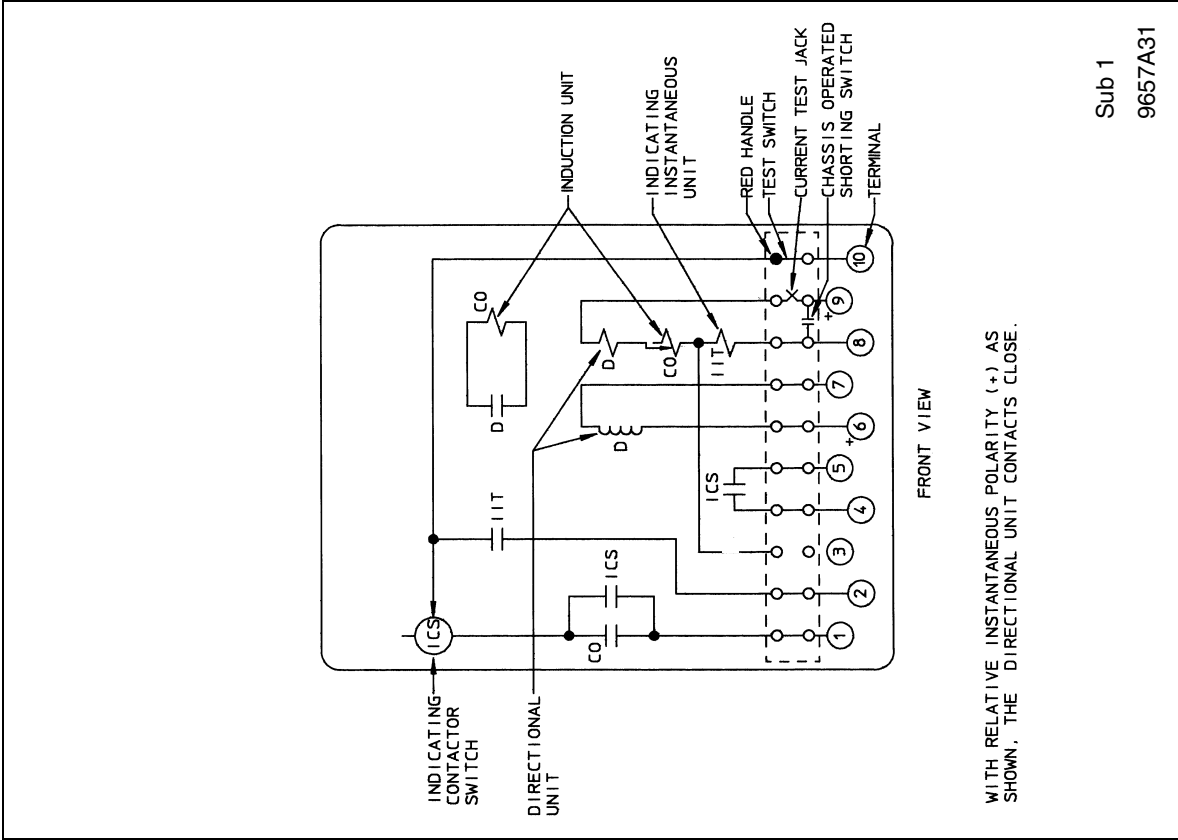 INDICATING
CONTACTOR
SWITCH
DIRECTIONAL
UNIT
ICS
CO
ICS
IIT
ICS
D
D
CO
D
CO
IIT
INDUCTION UNIT
INDICATING
INSTANTANEOUS
UNIT
RED HANDLE
TEST SWITCH
CURRENT TEST JACK
CHASSIS OPERATED
SHORTING SWITCH
TERMINAL
+
+
1
2
3
4
5
6
7
8
9
10
FRONT VIEW
WITH RELATIVE INSTANTANEOUS POLARITY (+) AS
SHOWN, THE DIRECTIONAL UNIT CONTACTS CLOSE.
Sub 1
9657A31